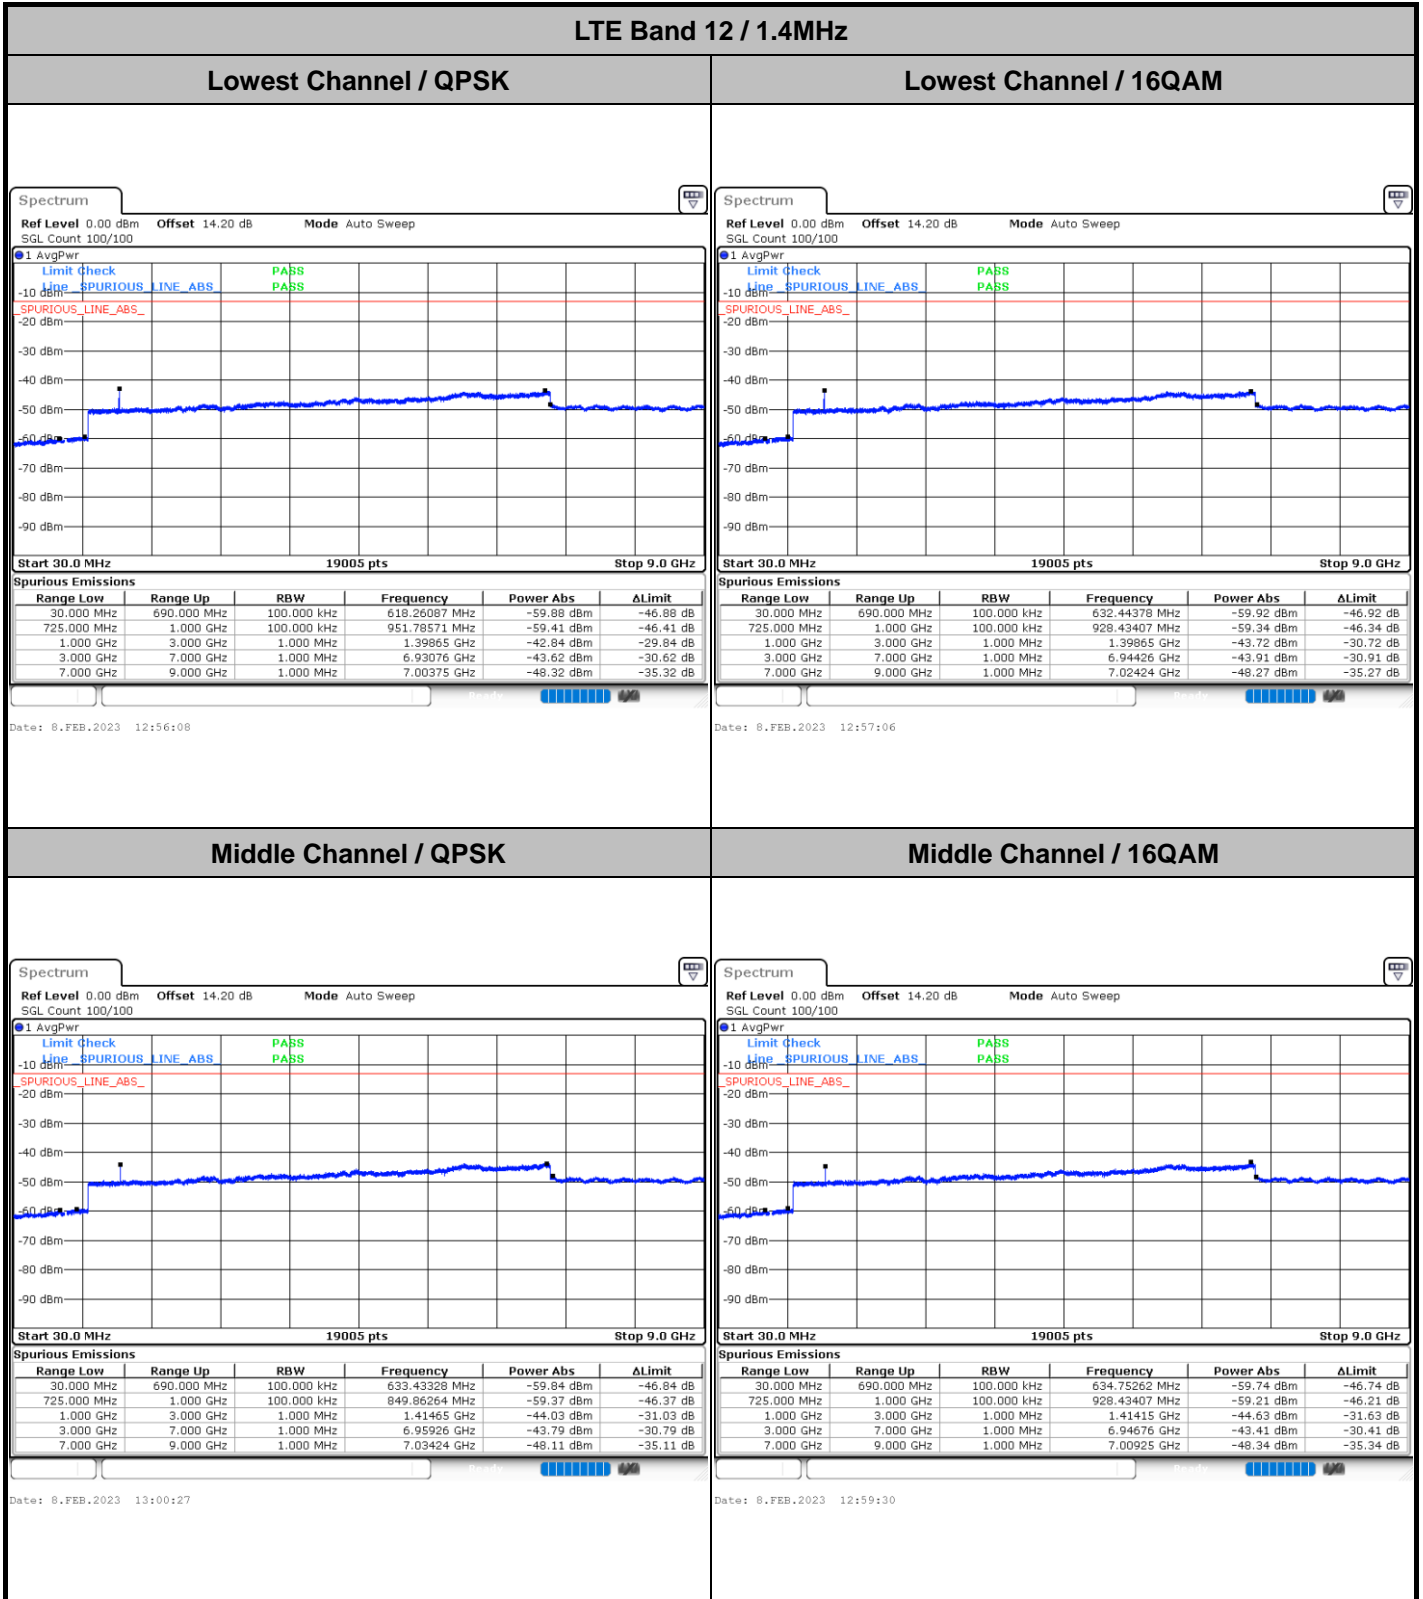 LTE Band 12 / 1.4MHz
Lowest Channel / QPSK
Lowest Channel / 16QAM
Spectrum
Ref Level 0.00 dBm Offset 14.20 dB Mode Auto Sweep
SGL Count 100/100
1 AvgPwr
Limit Check PASS
Line _SPURIOUS_LINE_ABS_ PASS
-10 dBm
_SPURIOUS_LINE_ABS_
-20 dBm
-30 dBm
-40 dBm
-50 dBm
-60 dBm
-70 dBm
-80 dBm
-90 dBm
Start 30.0 MHz 19005 pts Stop 9.0 GHz
Spurious Emissions
Range Low Range Up RBW Frequency Power Abs ΔLimit
30.000 MHz 690.000 MHz 100.000 kHz 618.26087 MHz -59.88 dBm -46.88 dB
725.000 MHz 1.000 GHz 100.000 kHz 951.78571 MHz -59.41 dBm -46.41 dB
1.000 GHz 3.000 GHz 1.000 MHz 1.39865 GHz -42.84 dBm -29.84 dB
3.000 GHz 7.000 GHz 1.000 MHz 6.93076 GHz -43.62 dBm -30.62 dB
7.000 GHz 9.000 GHz 1.000 MHz 7.00375 GHz -48.32 dBm -35.32 dB
Ready
Date: 8.FEB.2023 12:56:08
Spectrum
Ref Level 0.00 dBm Offset 14.20 dB Mode Auto Sweep
SGL Count 100/100
1 AvgPwr
Limit Check PASS
Line _SPURIOUS_LINE_ABS_ PASS
-10 dBm
_SPURIOUS_LINE_ABS_
-20 dBm
-30 dBm
-40 dBm
-50 dBm
-60 dBm
-70 dBm
-80 dBm
-90 dBm
Start 30.0 MHz 19005 pts Stop 9.0 GHz
Spurious Emissions
Range Low Range Up RBW Frequency Power Abs ΔLimit
30.000 MHz 690.000 MHz 100.000 kHz 632.44378 MHz -59.92 dBm -46.92 dB
725.000 MHz 1.000 GHz 100.000 kHz 928.43407 MHz -59.34 dBm -46.34 dB
1.000 GHz 3.000 GHz 1.000 MHz 1.39865 GHz -43.72 dBm -30.72 dB
3.000 GHz 7.000 GHz 1.000 MHz 6.94426 GHz -43.91 dBm -30.91 dB
7.000 GHz 9.000 GHz 1.000 MHz 7.02424 GHz -48.27 dBm -35.27 dB
Ready
Date: 8.FEB.2023 12:57:06
Middle Channel / QPSK
Middle Channel / 16QAM
Spectrum
Ref Level 0.00 dBm Offset 14.20 dB Mode Auto Sweep
SGL Count 100/100
1 AvgPwr
Limit Check PASS
Line _SPURIOUS_LINE_ABS_ PASS
-10 dBm
_SPURIOUS_LINE_ABS_
-20 dBm
-30 dBm
-40 dBm
-50 dBm
-60 dBm
-70 dBm
-80 dBm
-90 dBm
Start 30.0 MHz 19005 pts Stop 9.0 GHz
Spurious Emissions
Range Low Range Up RBW Frequency Power Abs ΔLimit
30.000 MHz 690.000 MHz 100.000 kHz 633.43328 MHz -59.84 dBm -46.84 dB
725.000 MHz 1.000 GHz 100.000 kHz 849.86264 MHz -59.37 dBm -46.37 dB
1.000 GHz 3.000 GHz 1.000 MHz 1.41465 GHz -44.03 dBm -31.03 dB
3.000 GHz 7.000 GHz 1.000 MHz 6.95926 GHz -43.79 dBm -30.79 dB
7.000 GHz 9.000 GHz 1.000 MHz 7.03424 GHz -48.11 dBm -35.11 dB
Ready
Date: 8.FEB.2023 13:00:27
Spectrum
Ref Level 0.00 dBm Offset 14.20 dB Mode Auto Sweep
SGL Count 100/100
1 AvgPwr
Limit Check PASS
Line _SPURIOUS_LINE_ABS_ PASS
-10 dBm
_SPURIOUS_LINE_ABS_
-20 dBm
-30 dBm
-40 dBm
-50 dBm
-60 dBm
-70 dBm
-80 dBm
-90 dBm
Start 30.0 MHz 19005 pts Stop 9.0 GHz
Spurious Emissions
Range Low Range Up RBW Frequency Power Abs ΔLimit
30.000 MHz 690.000 MHz 100.000 kHz 634.75262 MHz -59.74 dBm -46.74 dB
725.000 MHz 1.000 GHz 100.000 kHz 928.43407 MHz -59.21 dBm -46.21 dB
1.000 GHz 3.000 GHz 1.000 MHz 1.41415 GHz -44.63 dBm -31.63 dB
3.000 GHz 7.000 GHz 1.000 MHz 6.94676 GHz -43.41 dBm -30.41 dB
7.000 GHz 9.000 GHz 1.000 MHz 7.00925 GHz -48.34 dBm -35.34 dB
Ready
Date: 8.FEB.2023 12:59:30